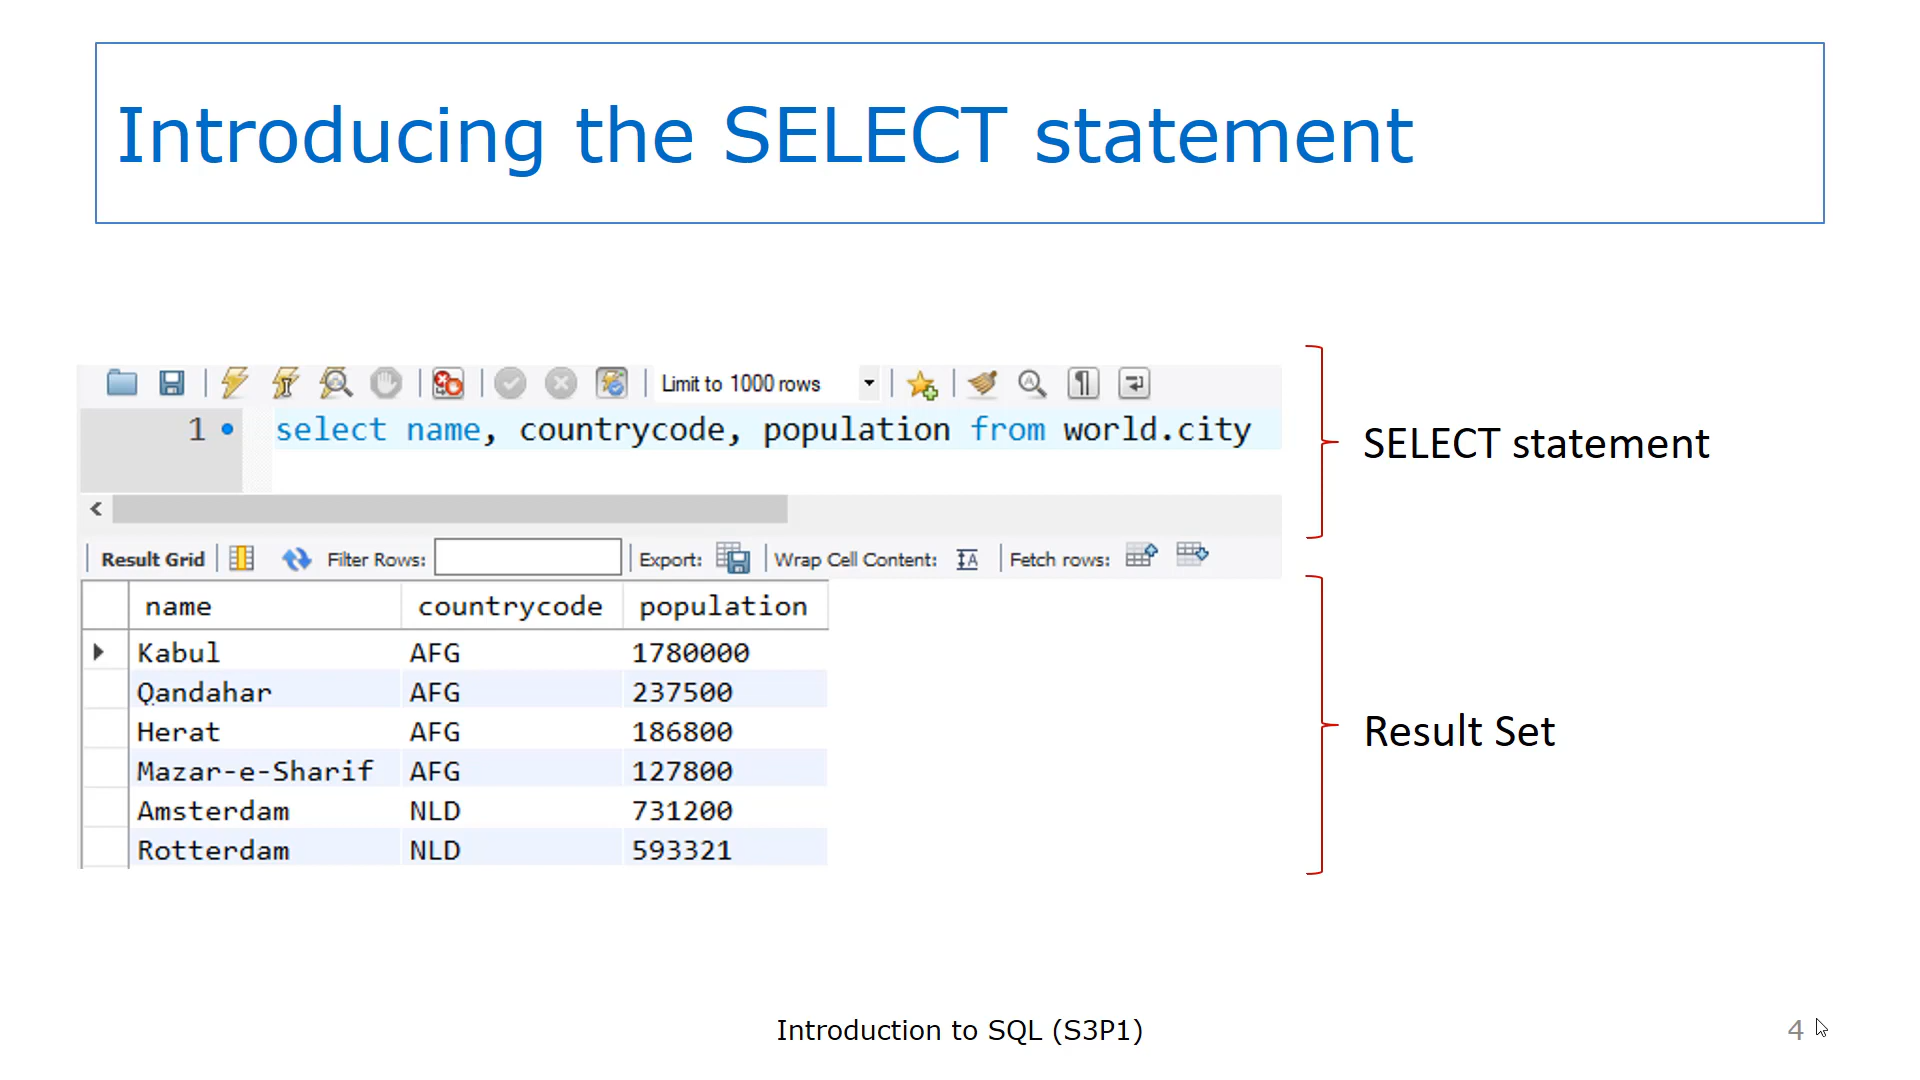 Introducing the SELECT statement
Limit to 1000 rows
1 select name, countrycode, population from world.city
SELECT statement
Result Grid Filter Rows: Export: Wrap Cell Content: Fetch rows:
name countrycode population
Kabul AFG 1780000
Qandahar AFG 237500
Herat AFG 186800
Mazar-e-Sharif AFG 127800
Amsterdam NLD 731200
Rotterdam NLD 593321
Result Set
Introduction to SQL (S3P1)
4